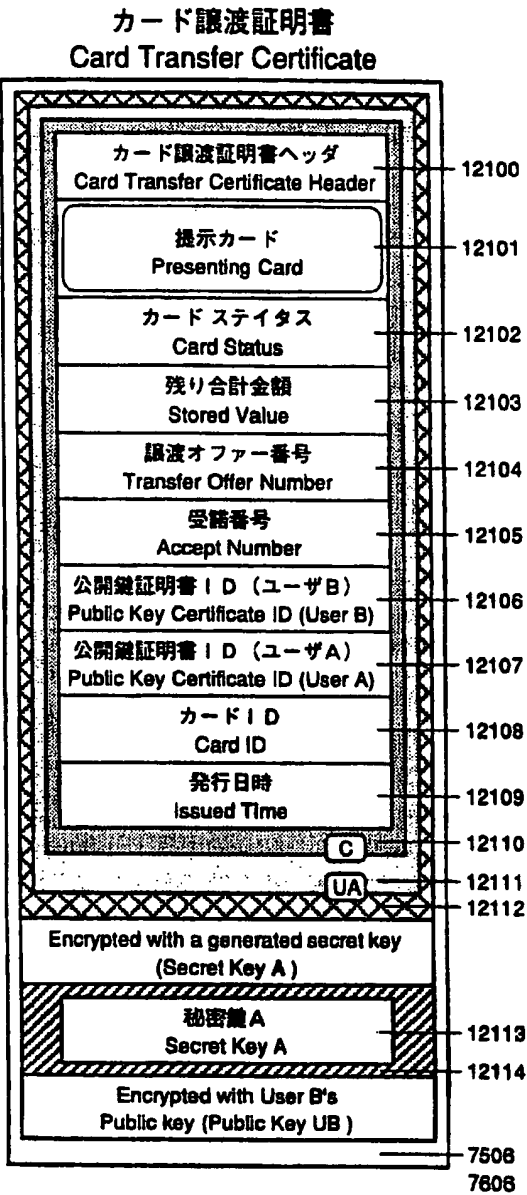 カード譲渡証明書
Card Transfer Certificate
カード譲渡証明書ヘッダ
Card Transfer Certificate Header
12100
提示カード
Presenting Card
12101
カード ステイタス
Card Status
12102
残り合計金額
Stored Value
12103
譲渡オファー番号
Transfer Offer Number
12104
受諾番号
Accept Number
12105
公開鍵証明書ID（ユーザB）
Public Key Certificate ID (User B)
12106
公開鍵証明書ID（ユーザA）
Public Key Certificate ID (User A)
12107
カードID
Card ID
12108
発行日時
Issued Time
12109
C
12110
UA
12111
12112
Encrypted with a generated secret key
(Secret Key A )
秘密鍵A
Secret Key A
12113
12114
Encrypted with User B's
Public key (Public Key UB )
7506
7606